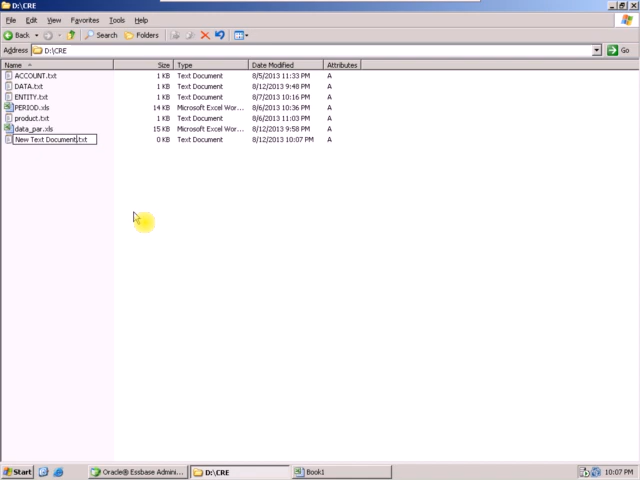 D:\CRE
File Edit View Favorites Tools Help
Back Search Folders
Address D:\CRE Go
Name Size Type Date Modified Attributes
ACCOUNT.txt 1 KB Text Document 8/5/2013 11:33 PM A
DATA.txt 1 KB Text Document 8/12/2013 9:48 PM A
ENTITY.txt 1 KB Text Document 8/7/2013 10:16 PM A
PERIOD.xls 14 KB Microsoft Excel Wor... 8/6/2013 10:36 PM A
product.txt 1 KB Text Document 8/6/2013 11:03 PM A
data_par.xls 15 KB Microsoft Excel Wor... 8/12/2013 9:58 PM A
New Text Document.txt 0 KB Text Document 8/12/2013 10:07 PM A
Start Oracle® Essbase Admini... D:\CRE Book1 10:07 PM